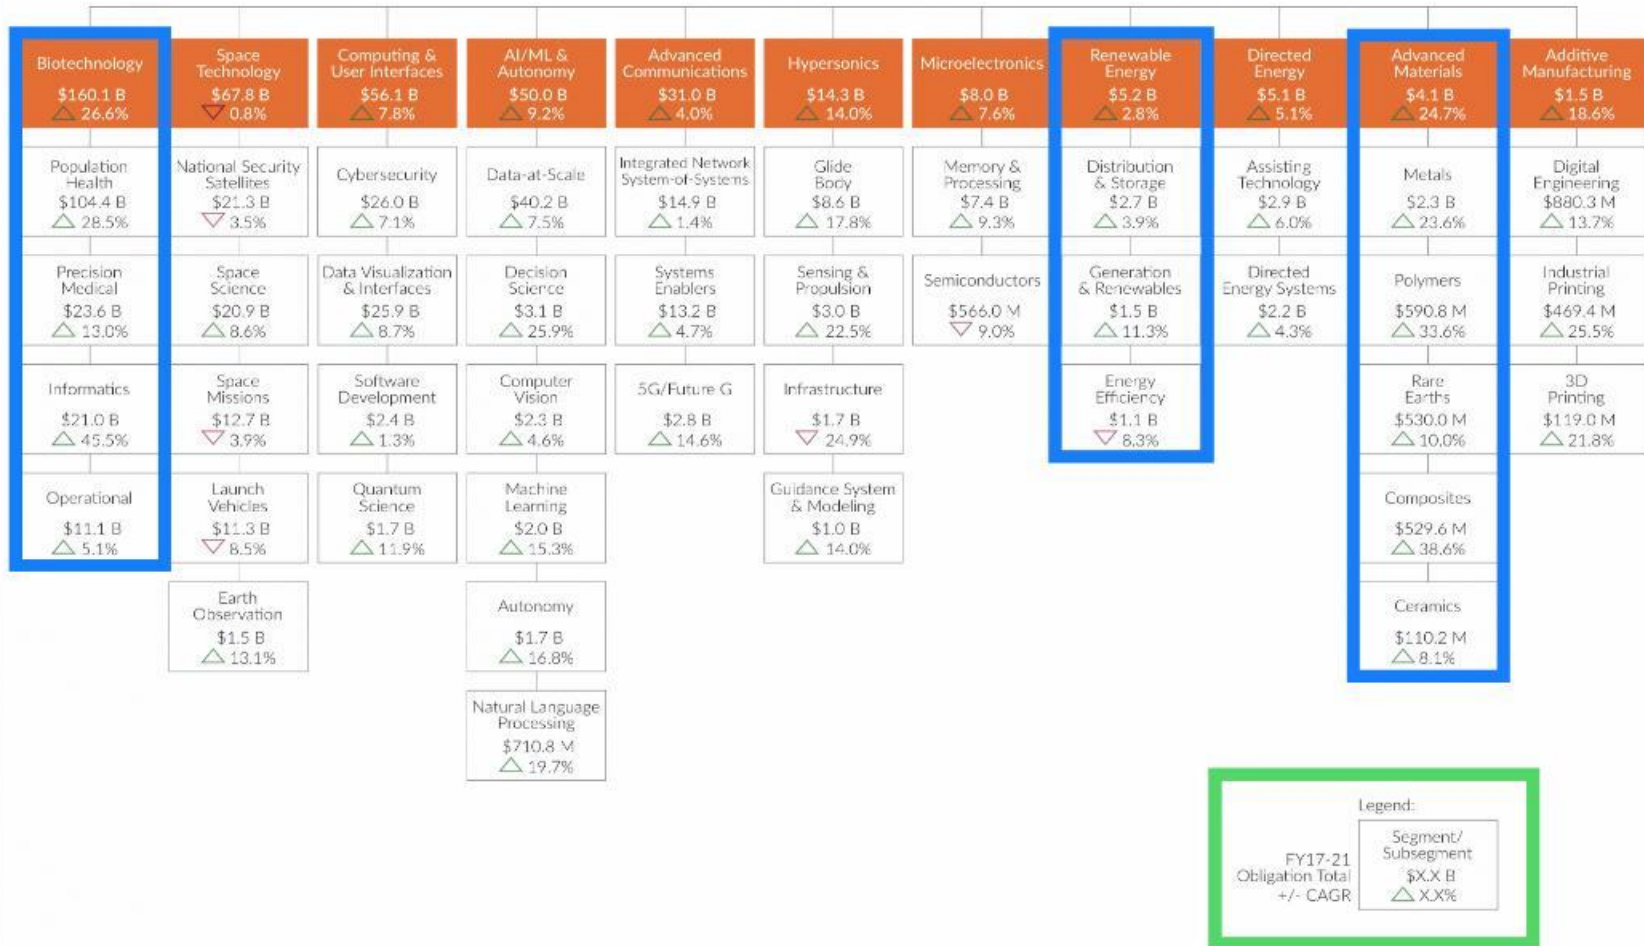 Biotechnology
$160.1 B
26.6%
Population
Health
$104.4 B
28.5%
Precision
Medical
$23.6 B
13.0%
Informatics
$21.0 B
45.5%
Operational
$11.1 B
5.1%
Space
Technology
$67.8 B
0.8%
National Security
Satellites
$21.3 B
3.5%
Space
Science
$20.9 B
8.6%
Space
Missions
$12.7 B
3.9%
Launch
Vehicles
$11.3 B
8.5%
Earth
Observation
$1.5 B
13.1%
Computing &
User Interfaces
$56.1 B
7.8%
Cybersecurity
$26.0 B
7.1%
Data Visualization
& Interfaces
$25.9 B
8.7%
Software
Development
$2.4 B
1.3%
Quantum
Science
$1.7 B
11.9%
AI/ML &
Autonomy
$50.0 B
9.2%
Data-at-Scale
$40.2 B
7.5%
Decision
Science
$3.1 B
25.9%
Computer
Vision
$2.3 B
4.6%
Machine
Learning
$2.0 B
15.3%
Autonomy
$1.7 B
16.8%
Natural Language
Processing
$710.8 M
19.7%
Advanced
Communications
$31.0 B
4.0%
Integrated Network
System-of-Systems
$14.9 B
1.4%
Systems
Enablers
$13.2 B
4.7%
5G/Future G
$2.8 B
14.6%
Hypersonics
$14.3 B
14.0%
Glide
Body
$8.6 B
17.8%
Sensing &
Propulsion
$3.0 B
22.5%
Infrastructure
$1.7 B
24.9%
Guidance System
& Modeling
$1.0 B
14.0%
Microelectronics
$8.0 B
7.6%
Memory &
Processing
$7.4 B
9.3%
Semiconductors
$566.0 M
9.0%
Renewable
Energy
$5.2 B
2.8%
Distribution
& Storage
$2.7 B
3.9%
Generation
& Renewables
$1.5 B
11.3%
Energy
Efficiency
$1.1 B
8.3%
Directed
Energy
$5.1 B
5.1%
Assisting
Technology
$2.9 B
6.0%
Directed
Energy Systems
$2.2 B
4.3%
Advanced
Materials
$4.1 B
24.7%
Metals
$2.3 B
23.6%
Polymers
$590.8 M
33.6%
Rare
Earths
$530.0 M
10.0%
Composites
$529.6 M
38.6%
Ceramics
$110.2 M
8.1%
Additive
Manufacturing
$1.5 B
18.6%
Digital
Engineering
$880.3 M
13.7%
Industrial
Printing
$469.4 M
25.5%
3D
Printing
$119.0 M
21.8%
Legend:
FY17-21
Obligation Total
+/- CAGR
Segment/
Subsegment
$X.X B
X.X%